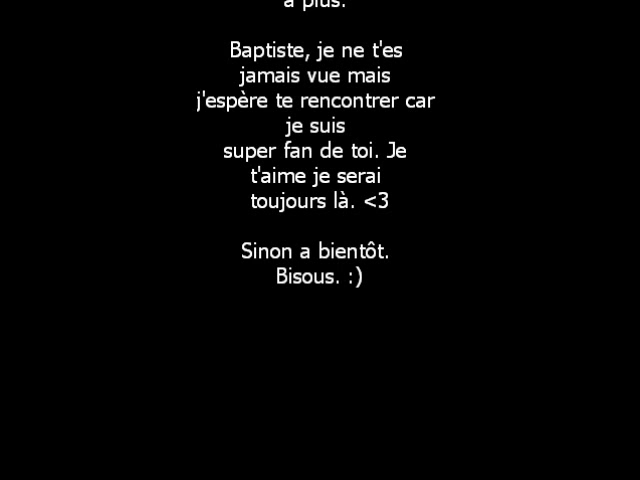 a plus.
Baptiste, je ne t'es
jamais vue mais
j'espère te rencontrer car
je suis
super fan de toi. Je
t'aime je serai
toujours là. <3
Sinon a bientôt.
Bisous. :)